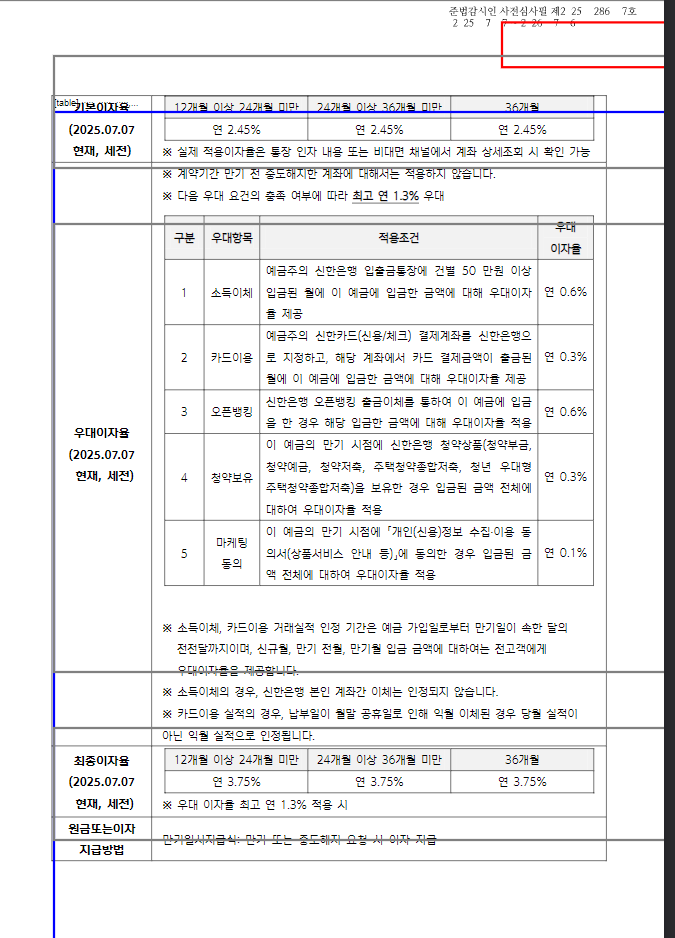 준법감시인 사전심사필 제2 25 286 7호
2 25 7 7 - 2 26 7 6
[table]
기본이자율
(2025.07.07
현재, 세전)
12개월 이상 24개월 미만 24개월 이상 36개월 미만 36개월
연 2.45% 연 2.45% 연 2.45%
※ 실제 적용이자율은 통장 인자 내용 또는 비대면 채널에서 계좌 상세조회 시 확인 가능
우대이자율
(2025.07.07
현재, 세전)
※ 계약기간 만기 전 중도해지한 계좌에 대해서는 적용하지 않습니다.
※ 다음 우대 요건의 충족 여부에 따라 최고 연 1.3% 우대
구분 우대항목 적용조건 우대
이자율
1 소득이체 예금주의 신한은행 입출금통장에 건별 50 만원 이상
입금된 월에 이 예금에 입금한 금액에 대해 우대이자
율 제공
연 0.6%
2 카드이용 예금주의 신한카드(신용/체크) 결제계좌를 신한은행으
로 지정하고, 해당 계좌에서 카드 결제금액이 출금된
월에 이 예금에 입금한 금액에 대해 우대이자율 제공
연 0.3%
3 오픈뱅킹 신한은행 오픈뱅킹 출금이체를 통하여 이 예금에 입금
을 한 경우 해당 입금한 금액에 대해 우대이자율 적용
연 0.6%
4 청약보유 이 예금의 만기 시점에 신한은행 청약상품(청약부금,
청약예금, 청약저축, 주택청약종합저축, 청년 우대형
주택청약종합저축)을 보유한 경우 입금된 금액 전체에
대하여 우대이자율 적용
연 0.3%
5 마케팅
동의
이 예금의 만기 시점에 「개인(신용)정보 수집·이용 동
의서(상품서비스 안내 등)」에 동의한 경우 입금된 금
액 전체에 대하여 우대이자율 적용
연 0.1%
※ 소득이체, 카드이용 거래실적 인정 기간은 예금 가입일로부터 만기일이 속한 달의
전전달까지이며, 신규월, 만기 전월, 만기월 입금 금액에 대하여는 전고객에게
우대이자율을 제공합니다.
※ 소득이체의 경우, 신한은행 본인 계좌간 이체는 인정되지 않습니다.
※ 카드이용 실적의 경우, 납부일이 월말 공휴일로 인해 익월 이체된 경우 당월 실적이
아닌 익월 실적으로 인정됩니다.
최종이자율
(2025.07.07
현재, 세전)
12개월 이상 24개월 미만 24개월 이상 36개월 미만 36개월
연 3.75% 연 3.75% 연 3.75%
※ 우대 이자율 최고 연 1.3% 적용 시
원금또는이자
지급방법
만기일시지급식: 만기 또는 중도해지 요청 시 이자 지급